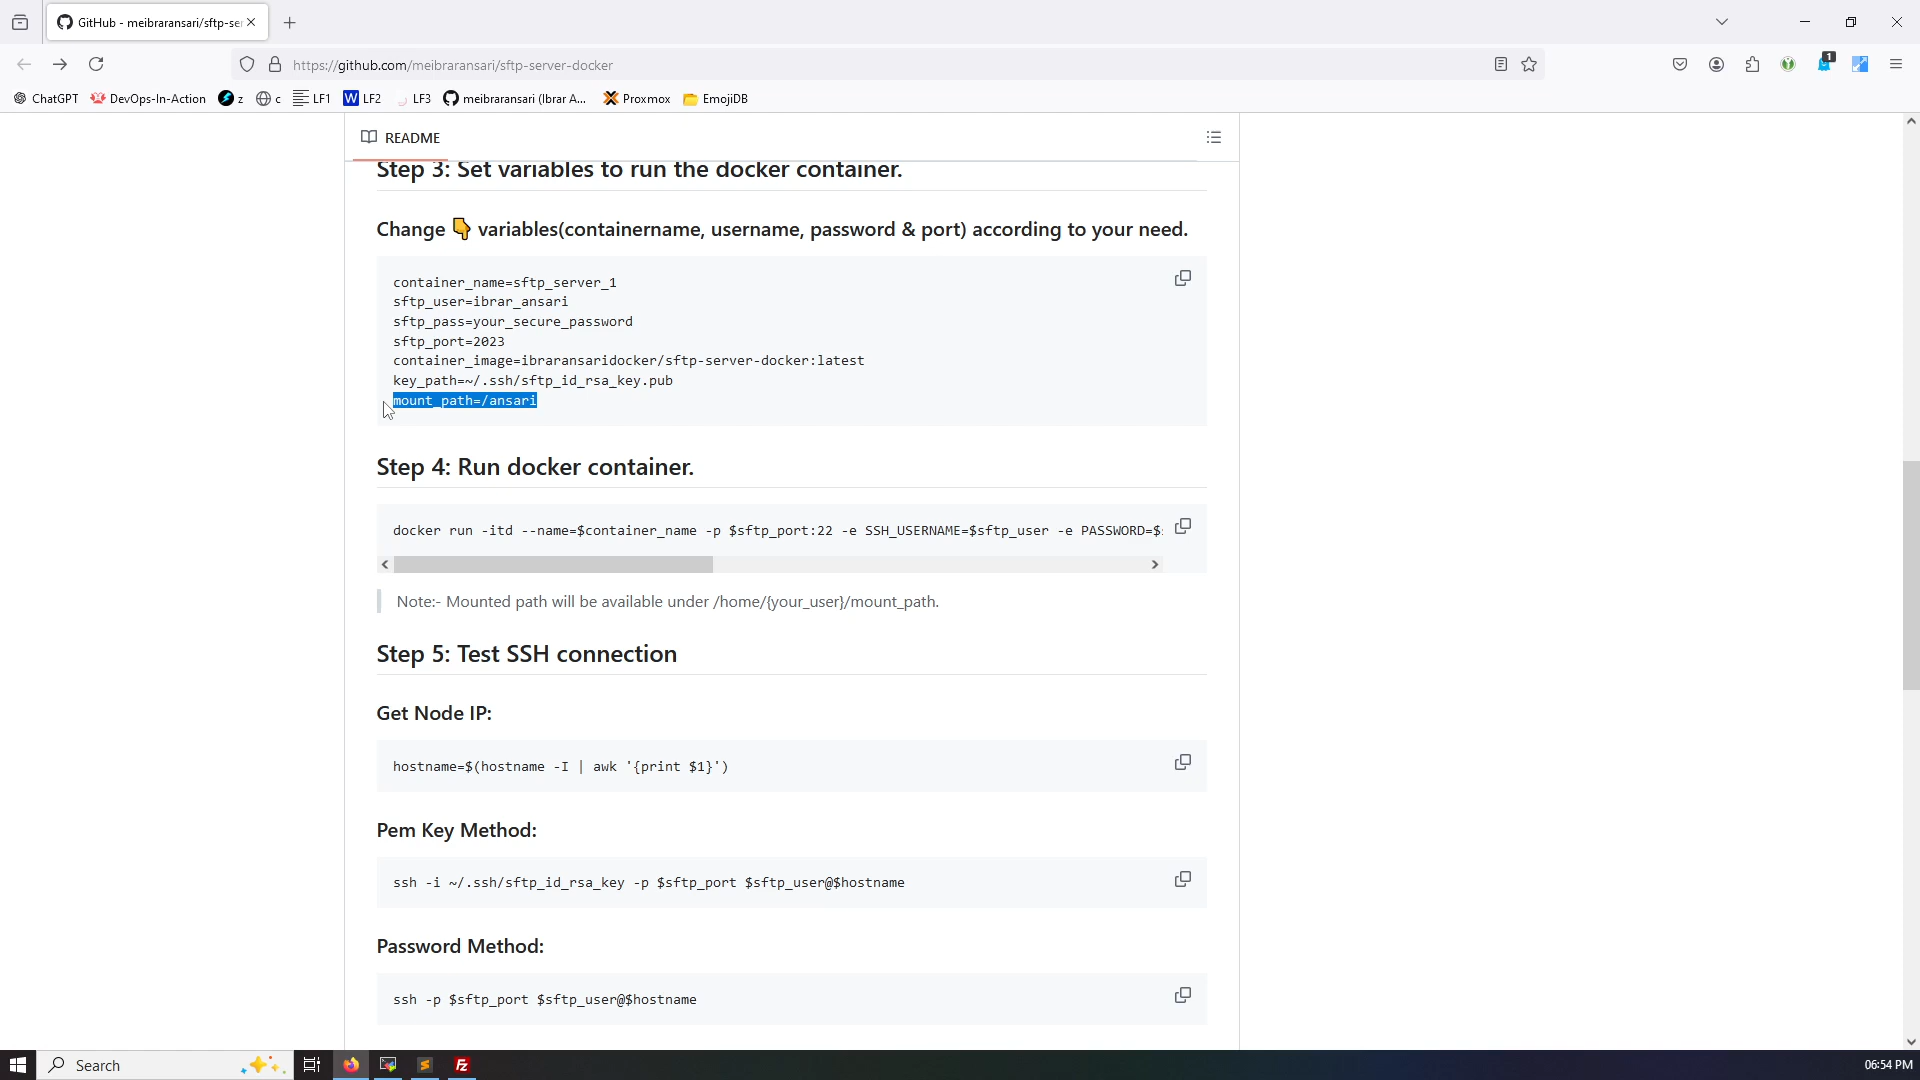 GitHub - meibraransari/sftp-se
https://github.com/meibraransari/sftp-server-docker
1
ChatGPT
DevOps-In-Action
z
c
LF1
W LF2
LF3
meibraransari (Ibrar A...
Proxmox
EmojiDB
README
Step 3: Set variables to run the docker container.
Change 👇 variables(containername, username, password & port) according to your need.
container_name=sftp_server_1
sftp_user=ibrar_ansari
sftp_pass=your_secure_password
sftp_port=2023
container_image=ibraransaridocker/sftp-server-docker:latest
key_path=~/.ssh/sftp_id_rsa_key.pub
mount_path=/ansari
Step 4: Run docker container.
docker run -itd --name=$container_name -p $sftp_port:22 -e SSH_USERNAME=$sftp_user -e PASSWORD=$
Note:- Mounted path will be available under /home/{your_user}/mount_path.
Step 5: Test SSH connection
Get Node IP:
hostname=$(hostname -I | awk '{print $1}')
Pem Key Method:
ssh -i ~/.ssh/sftp_id_rsa_key -p $sftp_port $sftp_user@$hostname
Password Method:
ssh -p $sftp_port $sftp_user@$hostname
Search
06:54 PM